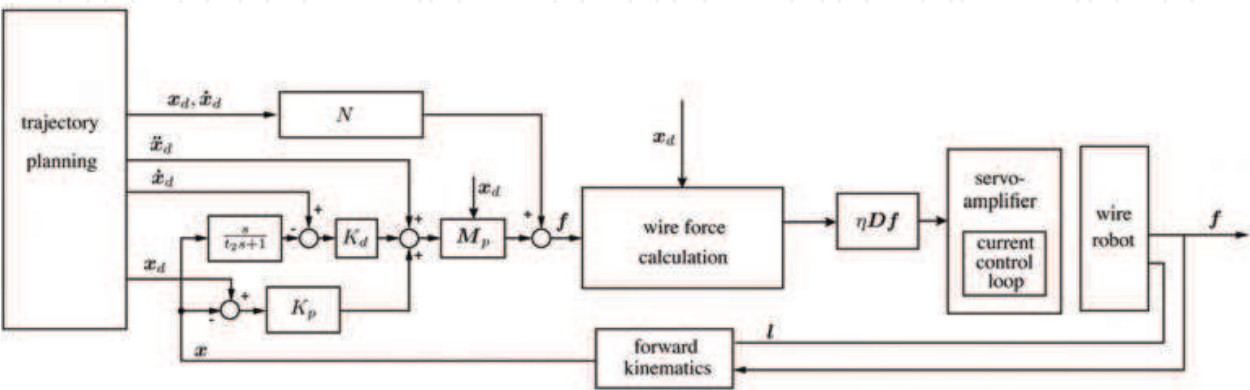 trajectory
planning
𝒙_d, ẋ_d
N
ẍ_d
ẋ_d
s
t₂s+1
-
+
K_d
+
+
x_d
M_p
+
f
x_d
wire force
calculation
ηDf
servo-
amplifier
current
control
loop
wire
robot
f
x_d
+
-
K_p
x
forward
kinematics
l